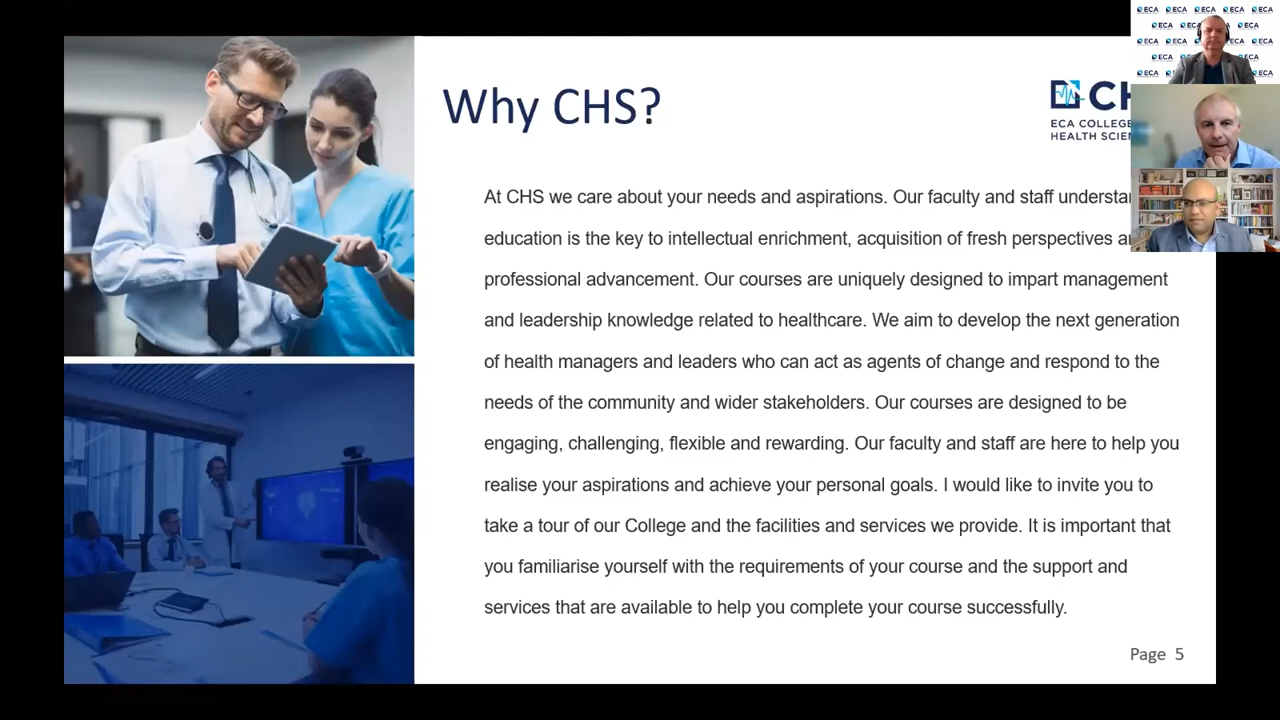 Why CHS?
ECA COLLEGE
HEALTH SCIEN
At CHS we care about your needs and aspirations. Our faculty and staff
education is the key to intellectual enrichment, acquisition of fresh perspectives
professional advancement. Our courses are uniquely designed to impart management
and leadership knowledge related to healthcare. We aim to develop the next generation
of health managers and leaders who can act as agents of change and respond to the
needs of the community and wider stakeholders. Our courses are designed to be
engaging, challenging, flexible and rewarding. Our faculty and staff are here to help you
realise your aspirations and achieve your personal goals. I would like to invite you to
take a tour of our College and the facilities and services we provide. It is important that
you familiarise yourself with the requirements of your course and the support and
services that are available to help you complete your course successfully.
Page 5
ECA ECA ECA ECA ECA